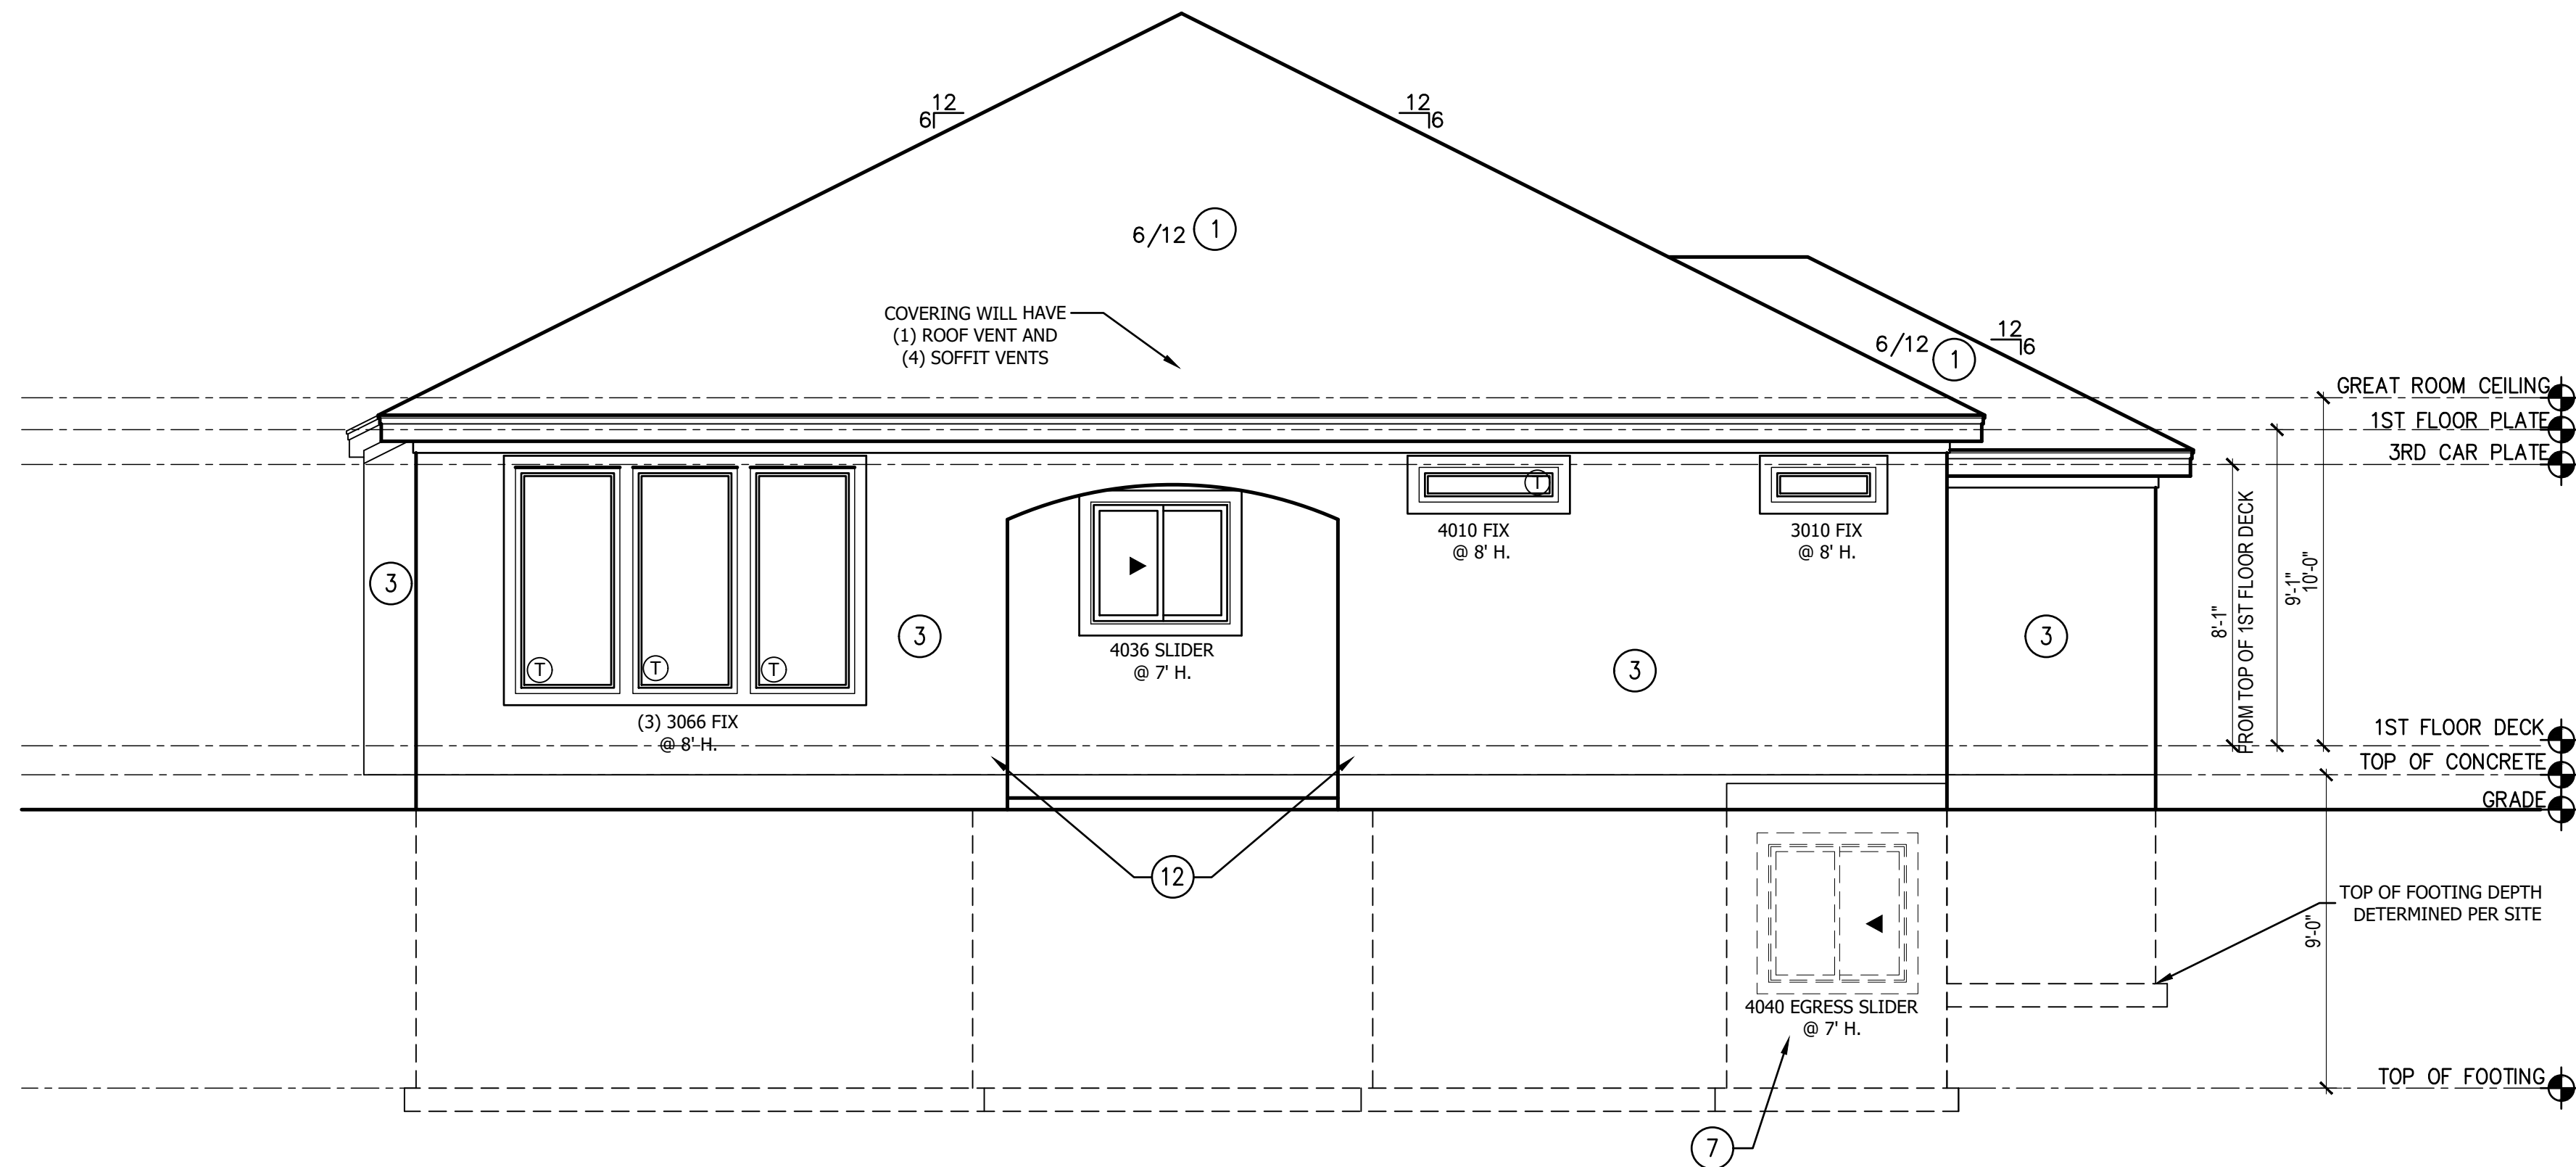 12
6
12
6
6/12 1
COVERING WILL HAVE
(1) ROOF VENT AND
(4) SOFFIT VENTS
12
6
6/12 1
GREAT ROOM CEILING
1ST FLOOR PLATE
3RD CAR PLATE
T
4010 FIX
@ 8' H.
3010 FIX
@ 8' H.
3
3
4036 SLIDER
@ 7' H.
3
3
T T T
(3) 3066 FIX
@ 8' H.
8'-1"
FROM TOP OF 1ST FLOOR DECK
9'-1"
10'-0"
1ST FLOOR DECK
TOP OF CONCRETE
GRADE
12
TOP OF FOOTING DEPTH
DETERMINED PER SITE
9'-0"
4040 EGRESS SLIDER
@ 7' H.
TOP OF FOOTING
7